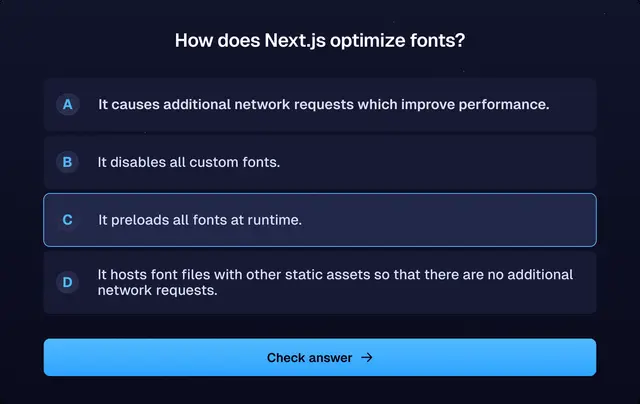 How does Next.js optimize fonts?
A It causes additional network requests which improve performance.
B It disables all custom fonts.
C It preloads all fonts at runtime.
D It hosts font files with other static assets so that there are no additional
network requests.
Check answer →